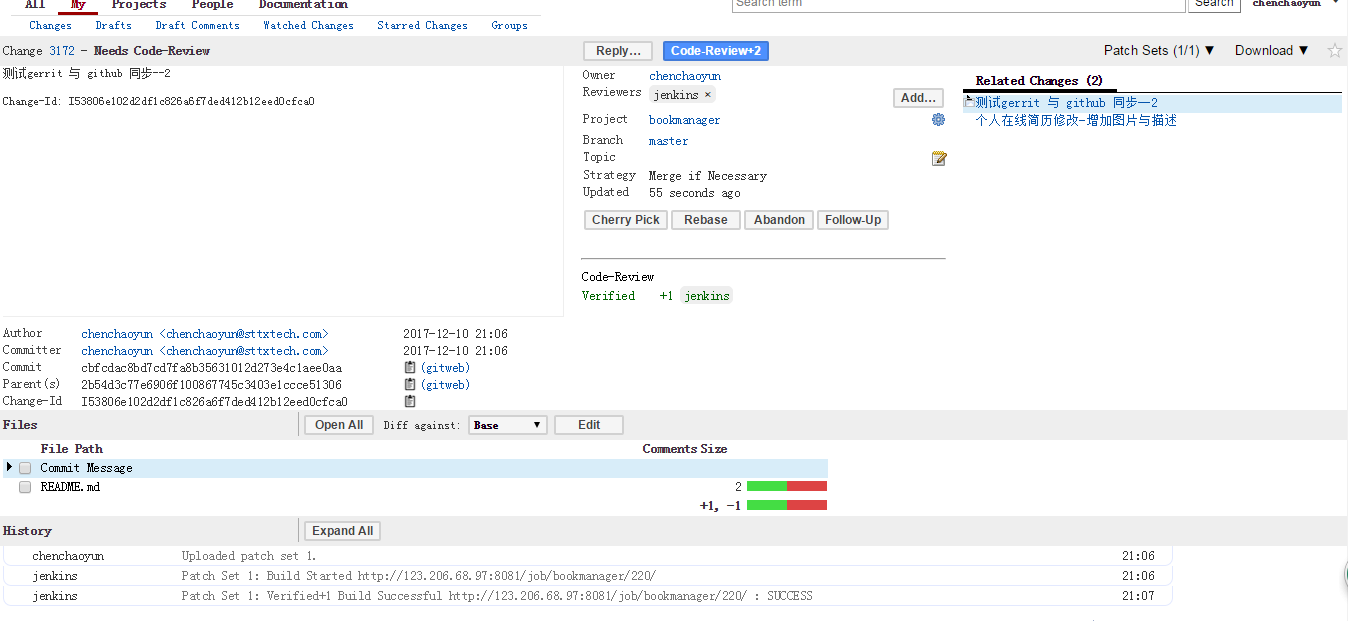 All My Projects People Documentation Search term Search chenchaoyun
Changes Drafts Draft Comments Watched Changes Starred Changes Groups
Change 3172 - Needs Code-Review Reply… Code-Review+2 Patch Sets (1/1) ▼ Download ▼
测试gerrit 与 github 同步--2
Change-Id: I53806e102d2df1c826a6f7ded412b12eed0cfca0
Owner chenchaoyun
Reviewers jenkins × Add…
Project bookmanager
Branch master
Topic
Strategy Merge if Necessary
Updated 55 seconds ago
Cherry Pick Rebase Abandon Follow-Up
Code-Review
Verified +1 jenkins
Related Changes (2)
测试gerrit 与 github 同步--2
个人在线简历修改-增加图片与描述
Author chenchaoyun <chenchaoyun@sttxtech.com> 2017-12-10 21:06
Committer chenchaoyun <chenchaoyun@sttxtech.com> 2017-12-10 21:06
Commit cbfcdac8bd7cd7fa8b35631012d273e4c1aee0aa (gitweb)
Parent(s) 2b54d3c77e6906f100867745c3403e1ccce51306 (gitweb)
Change-Id I53806e102d2df1c826a6f7ded412b12eed0cfca0
Files Open All Diff against: Base ▼ Edit
File Path Comments Size
Commit Message
README.md 2
+1, -1
History Expand All
chenchaoyun Uploaded patch set 1. 21:06
jenkins Patch Set 1: Build Started http://123.206.68.97:8081/job/bookmanager/220/ 21:06
jenkins Patch Set 1: Verified+1 Build Successful http://123.206.68.97:8081/job/bookmanager/220/ : SUCCESS 21:07